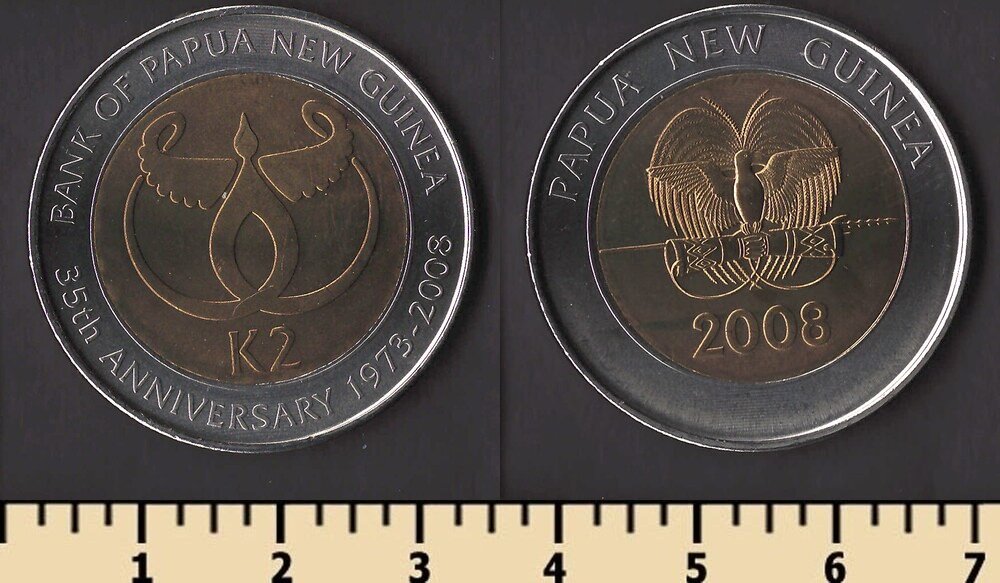 BANK OF PAPUA NEW GUINEA
35th ANNIVERSARY 1973-2008
K2
PAPUA NEW GUINEA
2008
1 2 3 4 5 6 7